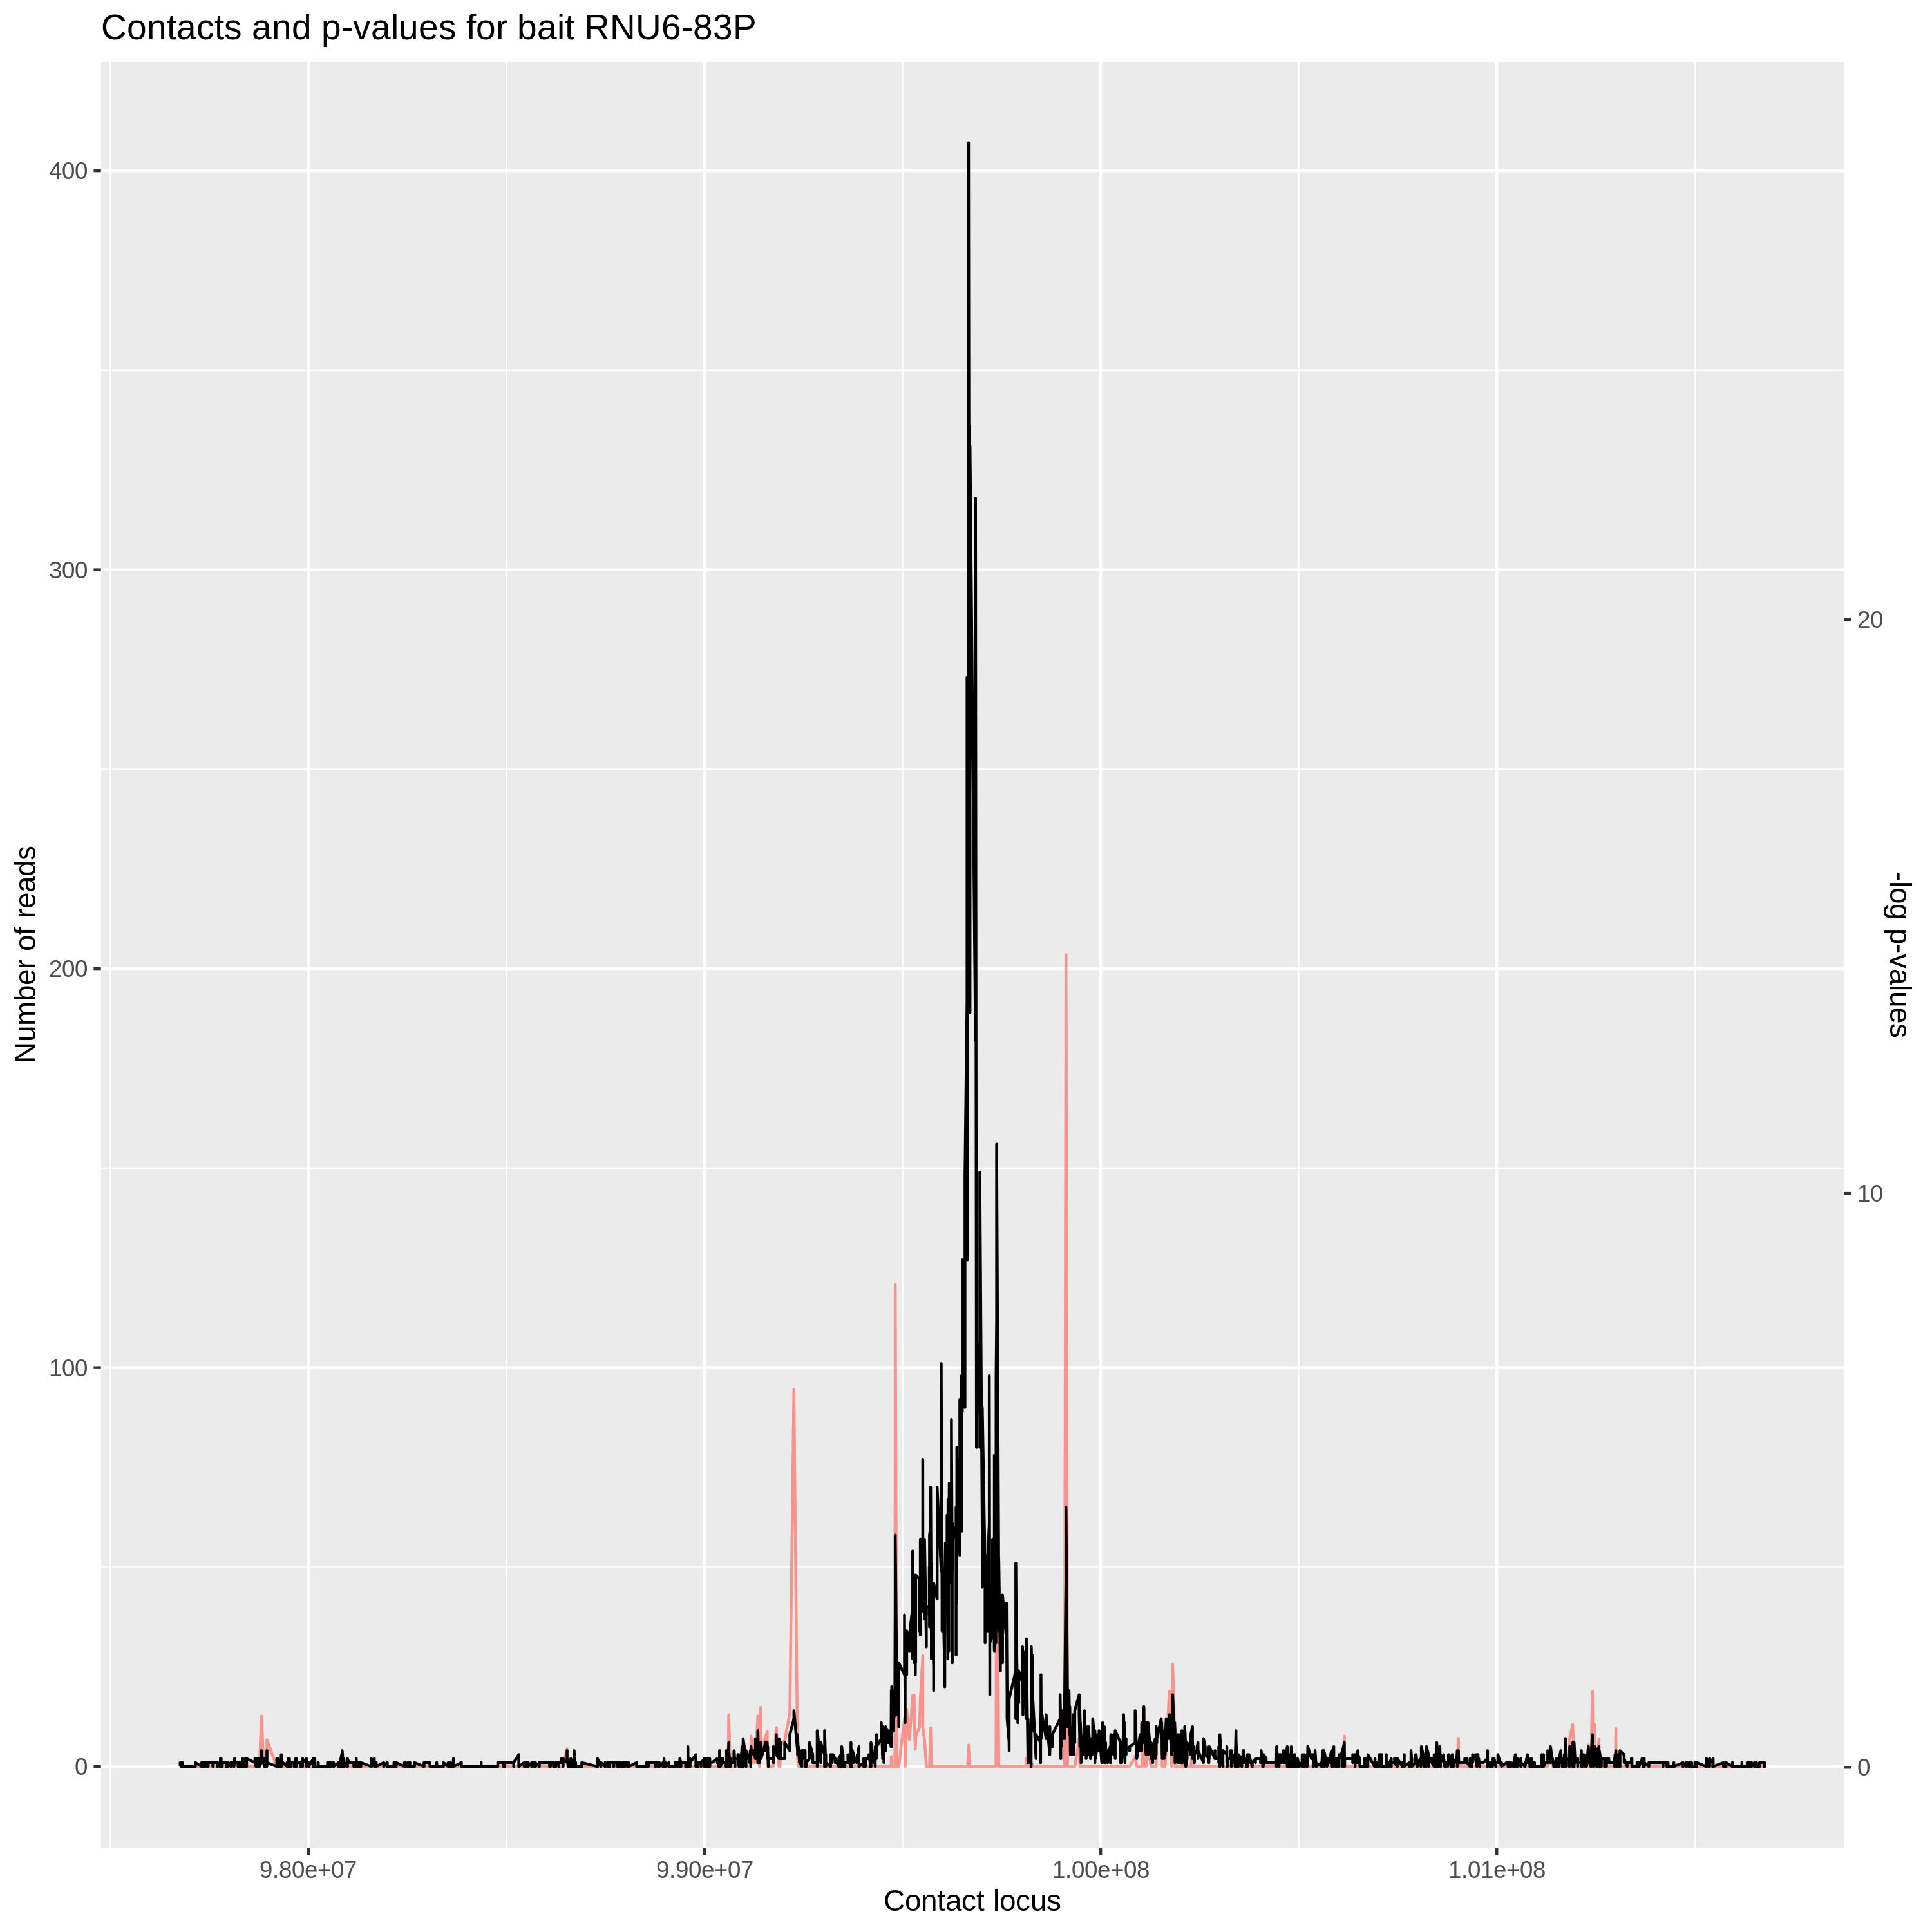 Contacts and p-values for bait RNU6-83P
400
300
200
100
0
Number of reads
20
10
0
-log p-values
9.80e+07 9.90e+07 1.00e+08 1.01e+08
Contact locus